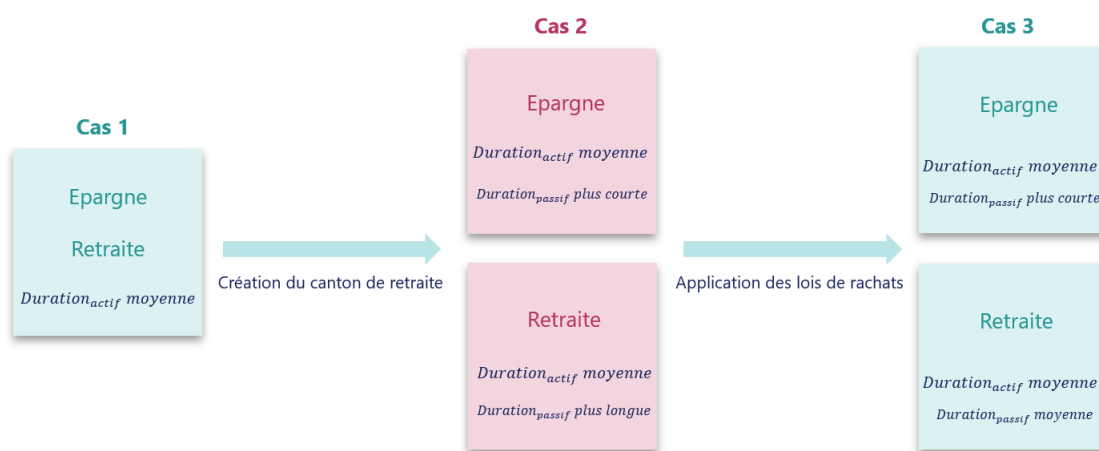 Cas 1
Epargne
Retraite
Duration_actif moyenne
Création du canton de retraite
Cas 2
Epargne
Duration_actif moyenne
Duration_passif plus courte
Retraite
Duration_actif moyenne
Duration_passif plus longue
Application des lois de rachats
Cas 3
Epargne
Duration_actif moyenne
Duration_passif plus courte
Retraite
Duration_actif moyenne
Duration_passif moyenne